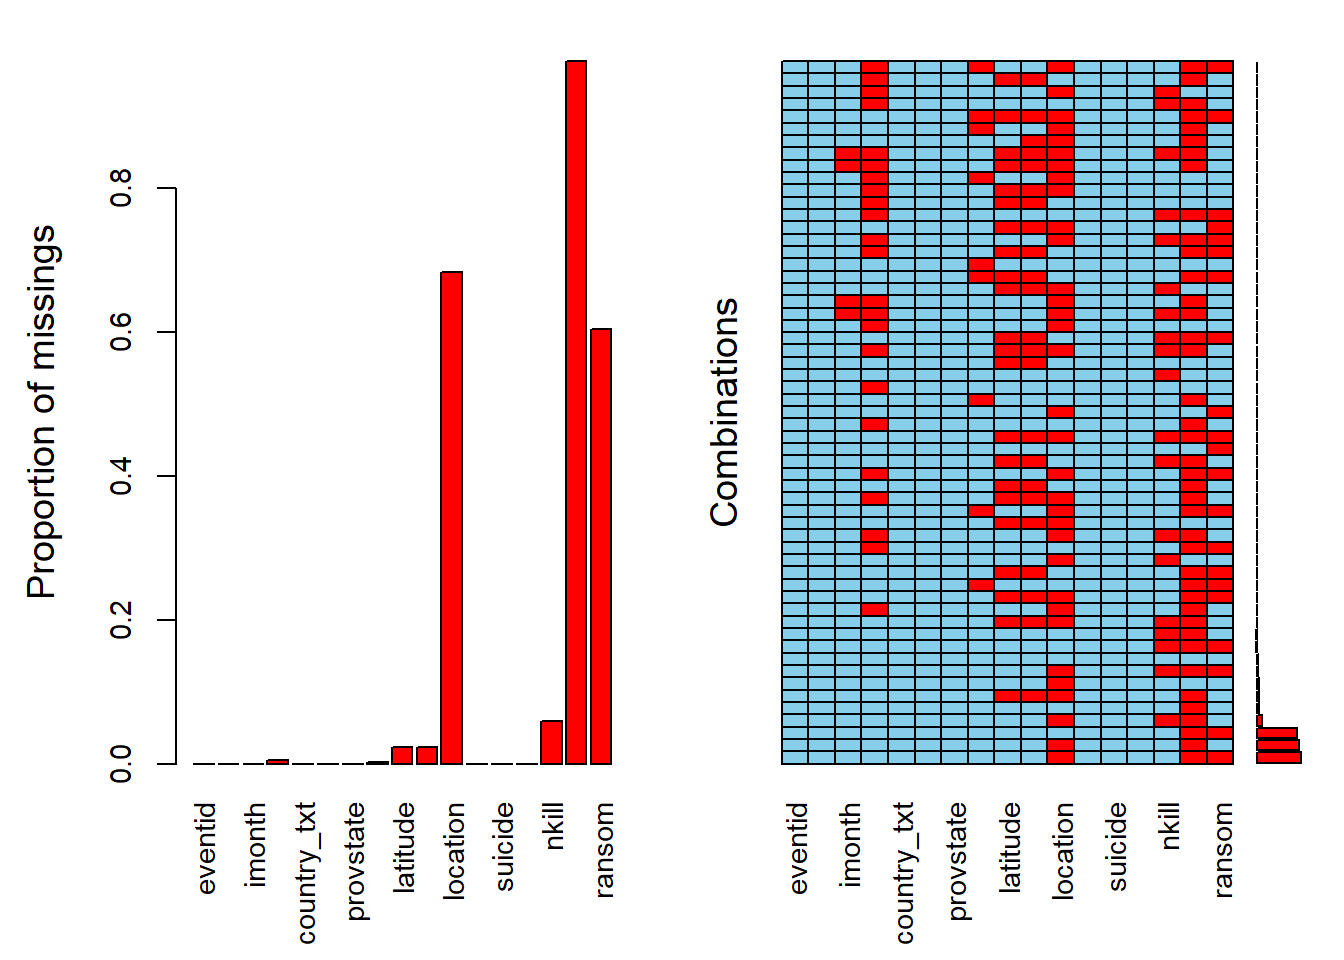 Proportion of missings
0.0
0.2
0.4
0.6
0.8
eventid
imonth
country_txt
provstate
latitude
location
suicide
nkill
ransom
Combinations
eventid
imonth
country_txt
provstate
latitude
location
suicide
nkill
ransom